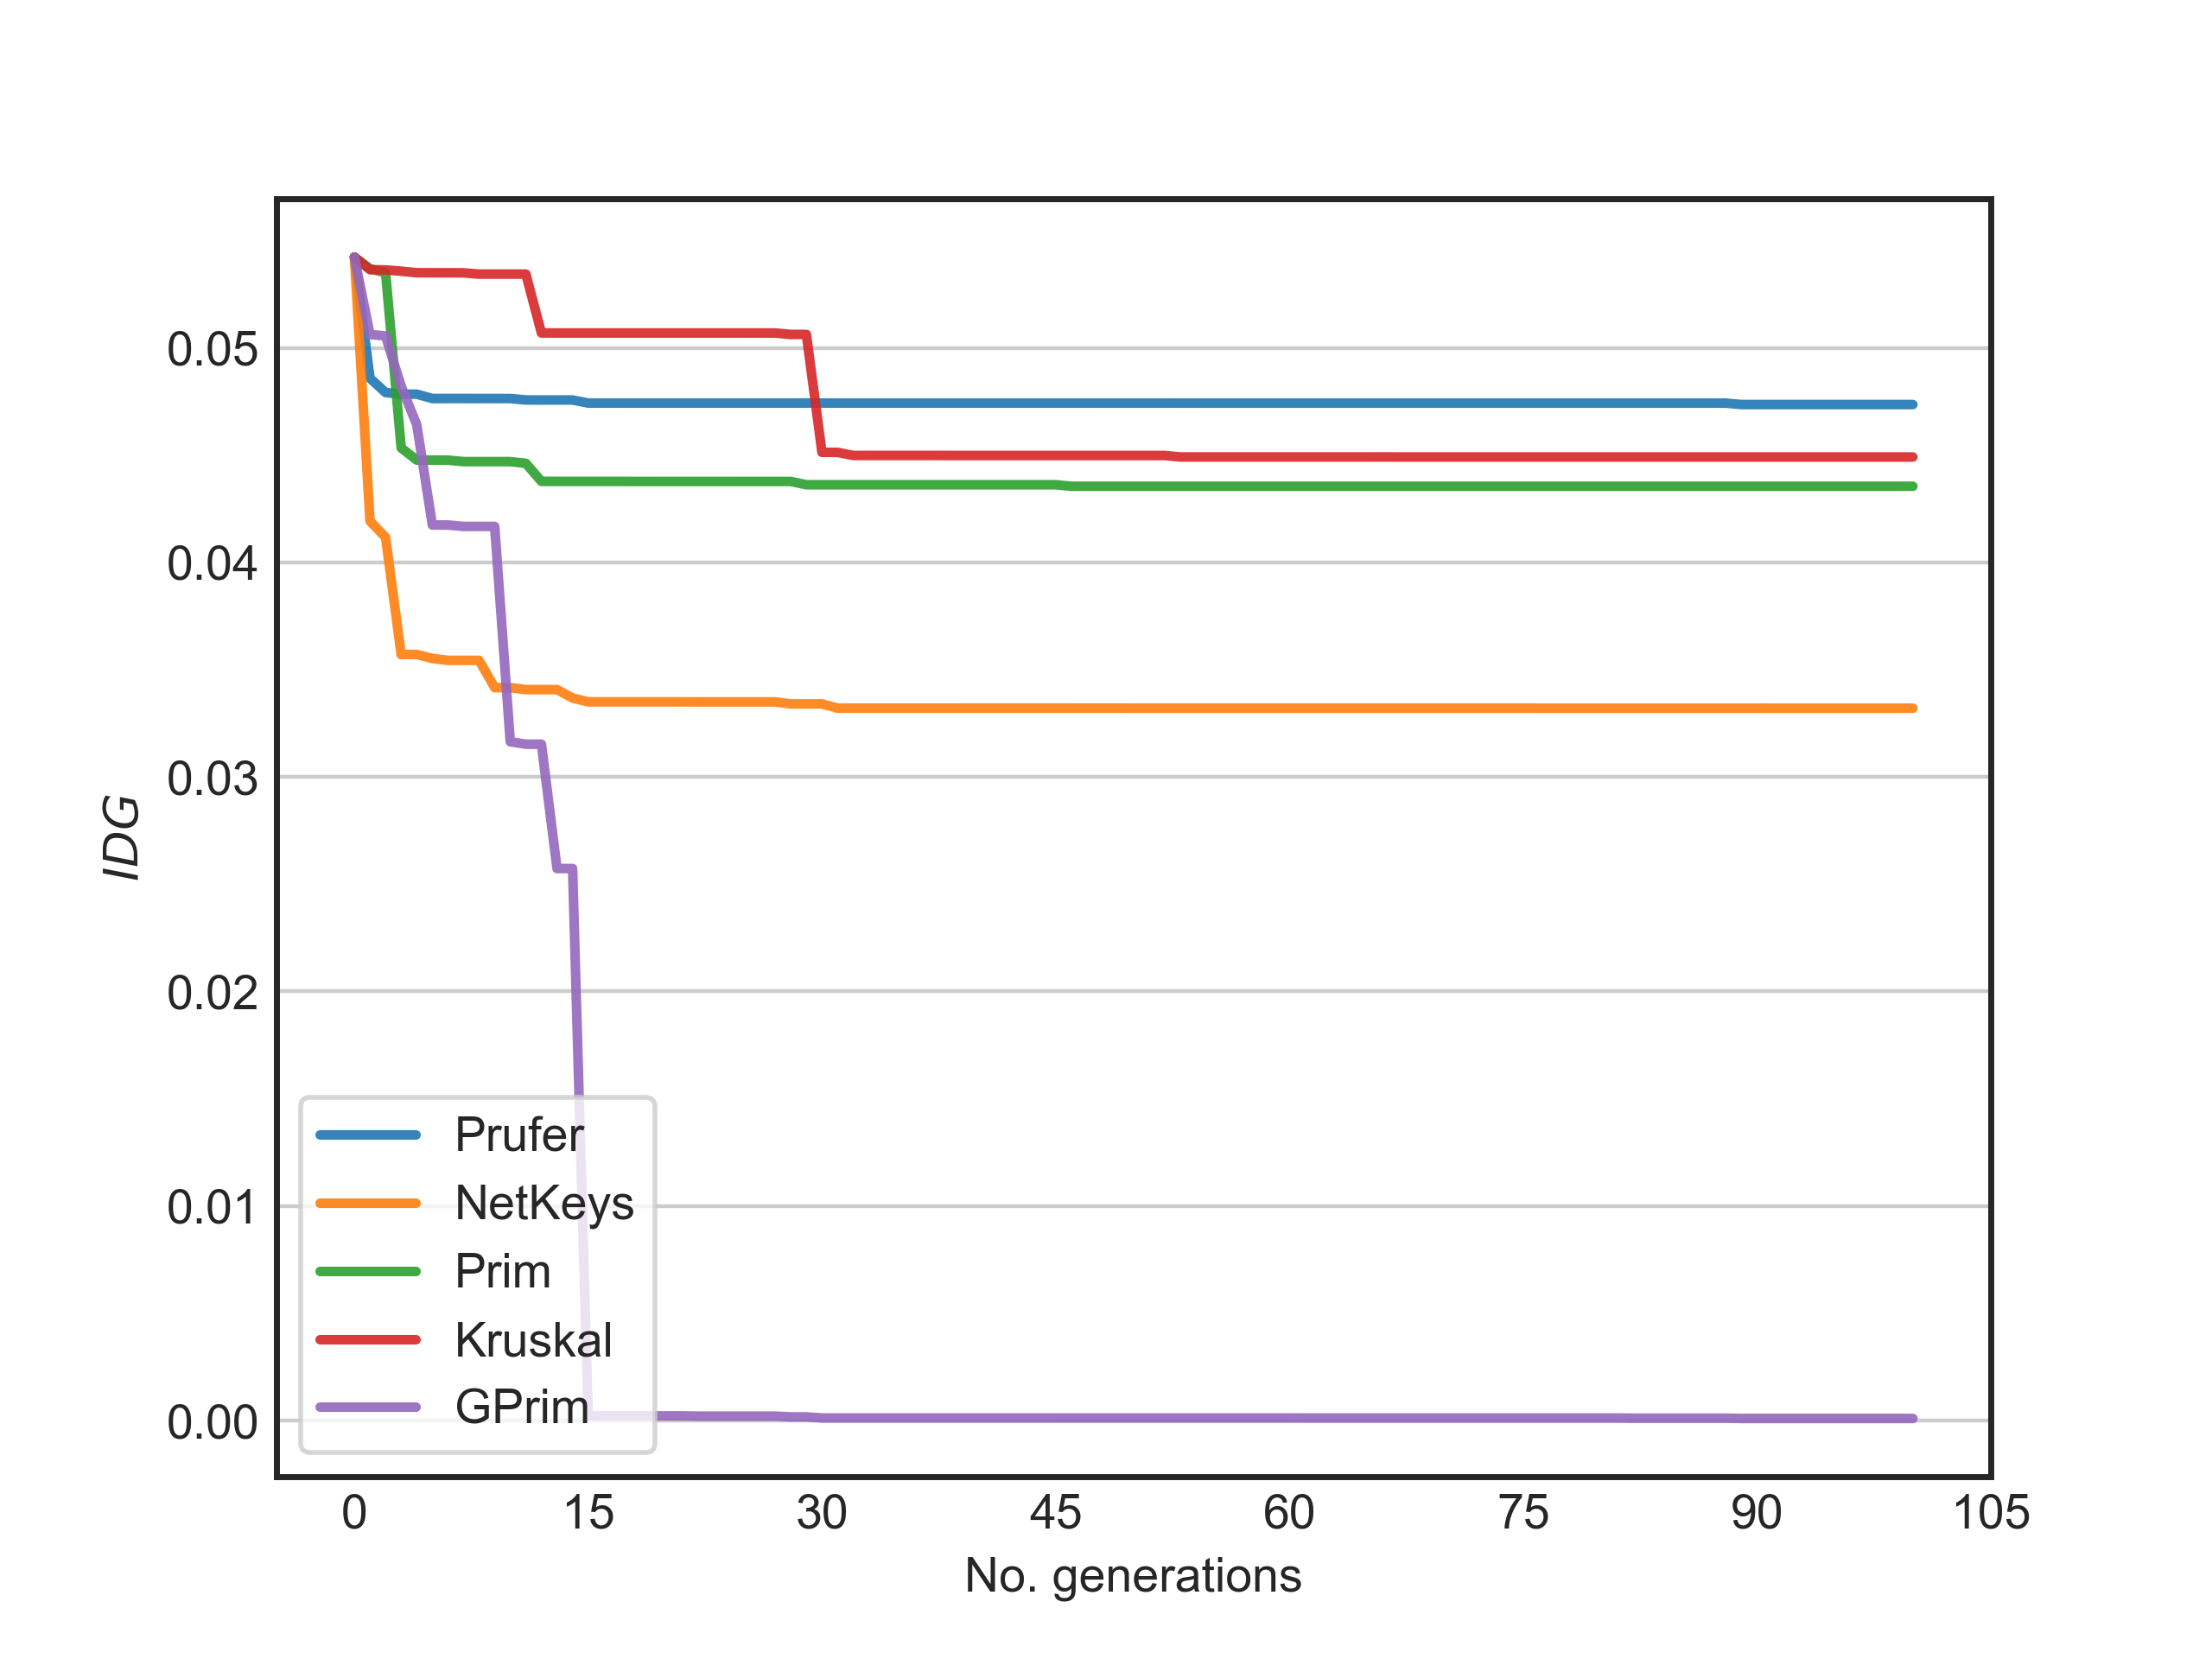 0.05
0.04
0.03
0.02
0.01
0.00
IDG
Prufer
NetKeys
Prim
Kruskal
GPrim
0 15 30 45 60 75 90 105
No. generations